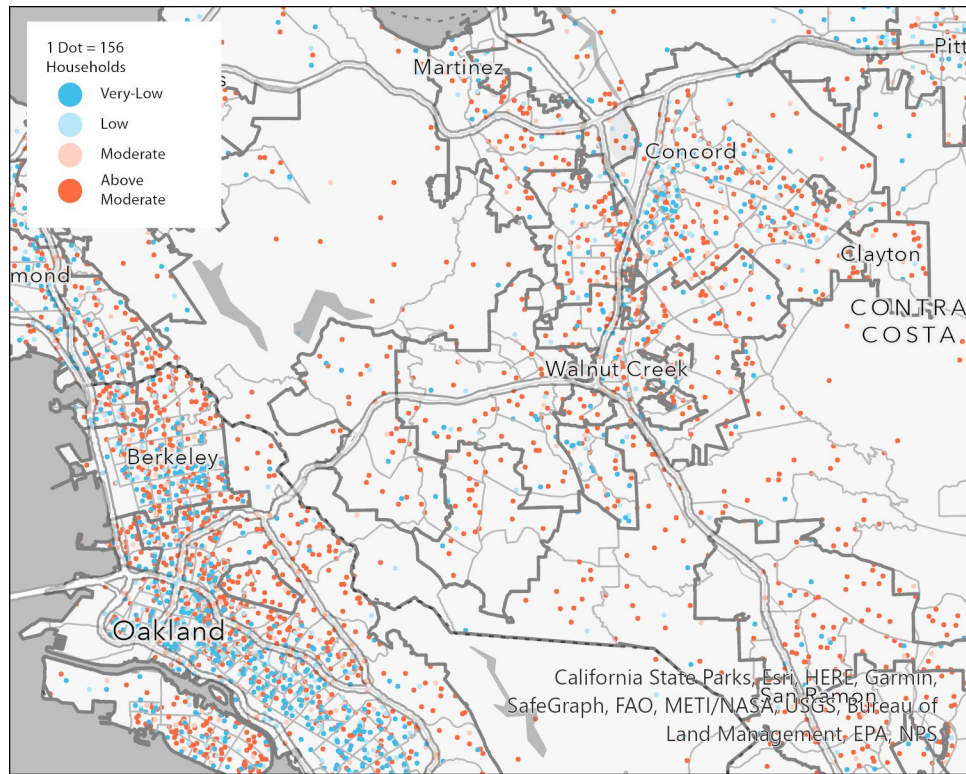 1 Dot = 156
Households
Very-Low
Low
Moderate
Above
Moderate
s
Martinez
Pitt
Concord
Clayton
mond
CONTRA
COSTA
Walnut Creek
Berkeley
Oakland
San Ramon
California State Parks, Esri, HERE, Garmin,
SafeGraph, FAO, METI/NASA, USGS, Bureau of
Land Management, EPA, NPS